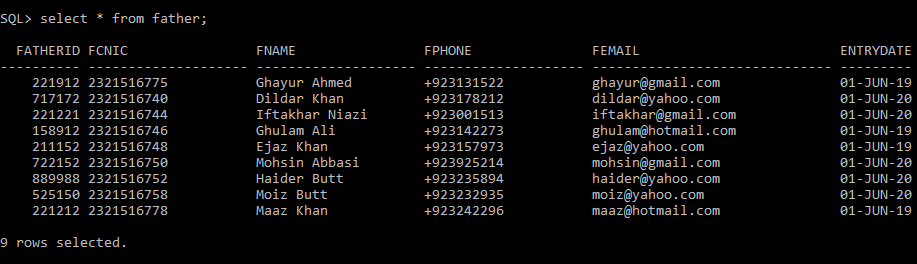 SQL> select * from father;
FATHERID FCNIC FNAME FPHONE FEMAIL ENTRYDATE
---------- -------------------- -------------------- -------------------- ------------------------------ ---------
221912 2321516775 Ghayur Ahmed +923131522 ghayur@gmail.com 01-JUN-19
717172 2321516740 Dildar Khan +923178212 dildar@yahoo.com 01-JUN-20
221221 2321516744 Iftakhar Niazi +923001513 iftakhar@gmail.com 01-JUN-20
158912 2321516746 Ghulam Ali +923142273 ghulam@hotmail.com 01-JUN-19
211152 2321516748 Ejaz Khan +923157973 ejaz@yahoo.com 01-JUN-19
722152 2321516750 Mohsin Abbasi +923925214 mohsin@gmail.com 01-JUN-20
889988 2321516752 Haider Butt +923235894 haider@yahoo.com 01-JUN-20
525150 2321516758 Moiz Butt +923232935 moiz@yahoo.com 01-JUN-20
221212 2321516778 Maaz Khan +923242296 maaz@hotmail.com 01-JUN-19
9 rows selected.